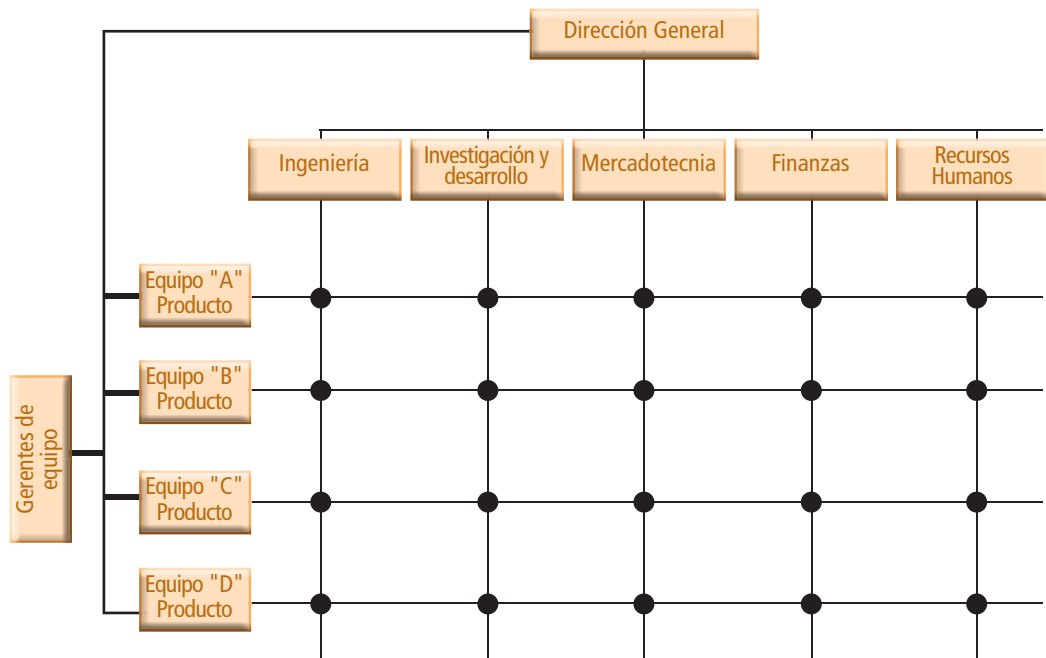 Dirección General
Ingeniería
Investigación y
desarrollo
Mercadotecnia
Finanzas
Recursos
Humanos
Equipo "A"
Producto
Equipo "B"
Producto
Gerentes de
equipo
Equipo "C"
Producto
Equipo "D"
Producto